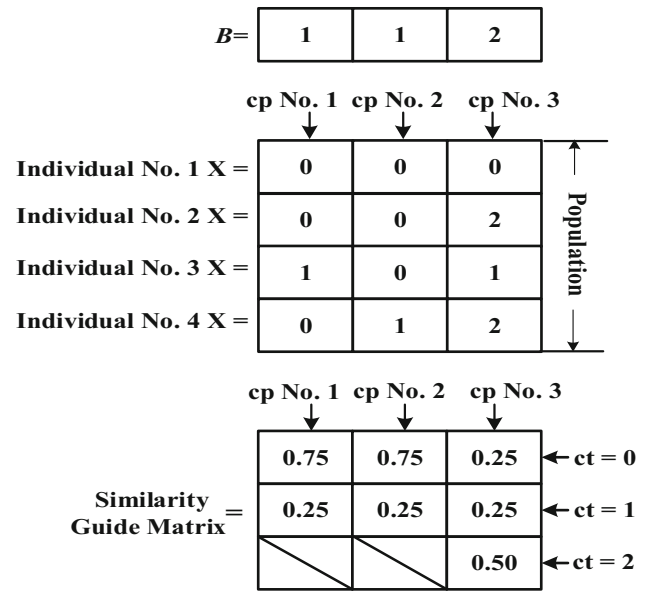 B= 1 1 2
cp No. 1 cp No. 2 cp No. 3
Individual No. 1 X = 0 0 0
Individual No. 2 X = 0 0 2
Individual No. 3 X = 1 0 1
Individual No. 4 X = 0 1 2
Population
cp No. 1 cp No. 2 cp No. 3
0.75 0.75 0.25 ct = 0
Similarity
Guide Matrix =
0.25 0.25 0.25 ct = 1
0.50 ct = 2